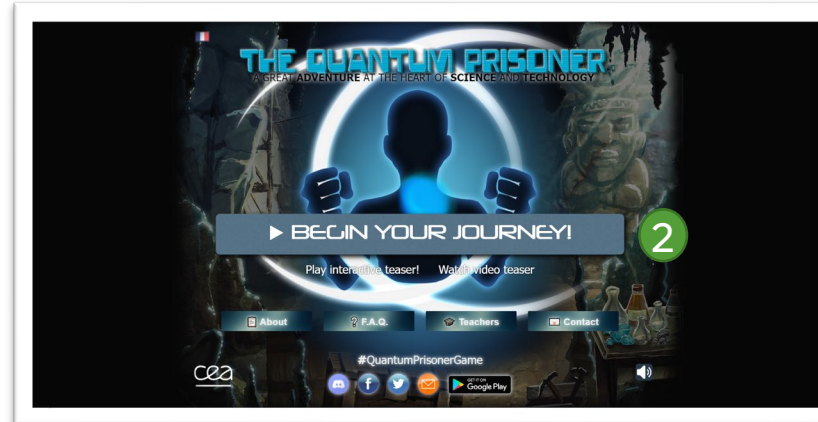 THE QUANTUM PRISONER
A GREAT ADVENTURE AT THE HEART OF SCIENCE AND TECHNOLOGY
BEGIN YOUR JOURNEY!
2
Play interactive teaser! Watch video teaser
About ? F.A.Q. Teachers Contact
#QuantumPrisonerGame
cea
f GET IT ON Google Play